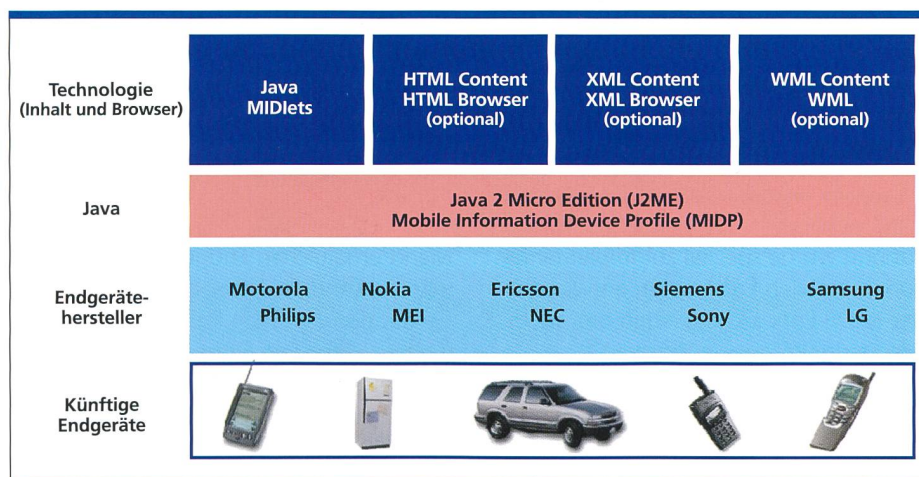 Technologie
(Inhalt und Browser)
Java
MIDlets
HTML Content
HTML Browser
(optional)
XML Content
XML Browser
(optional)
WML Content
WML
(optional)
Java
Java 2 Micro Edition (J2ME)
Mobile Information Device Profile (MIDP)
Endgeräte-
hersteller
Motorola Nokia Ericsson Siemens Samsung
Philips MEI NEC Sony LG
Künftige
Endgeräte